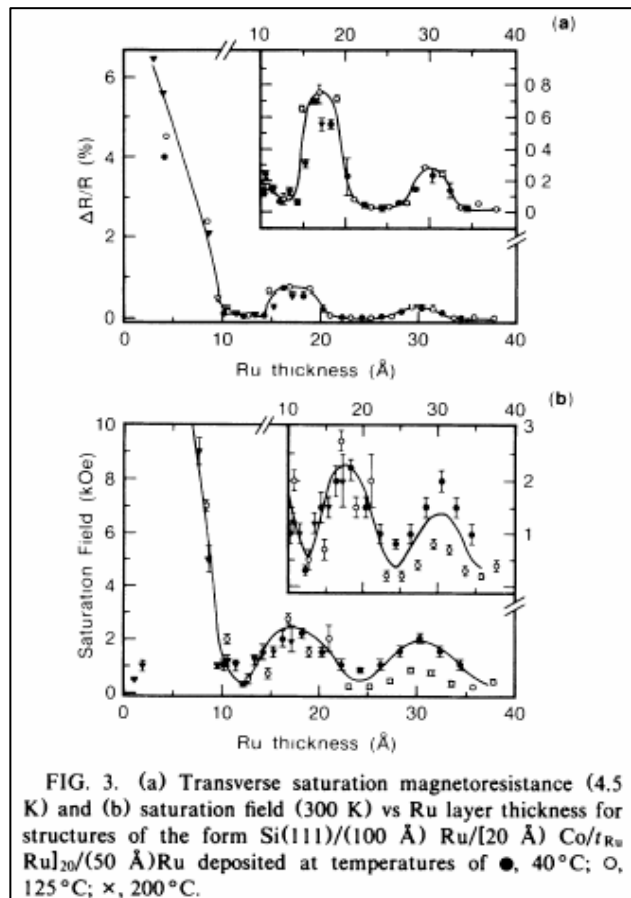 10 20 30 40 (a)
6
4
2
0
ΔR/R (%)
0 8
0 6
0 4
0 2
0
0 10 20 30 40
Ru thickness (Å)
10 20 30 40 (b)
10
8
6
4
2
0
Saturation Field (kOe)
3
2
1
0 10 20 30 40
Ru thickness (Å)
FIG. 3. (a) Transverse saturation magnetoresistance (4.5
K) and (b) saturation field (300 K) vs Ru layer thickness for
structures of the form Si(111)/(100 Å) Ru/[20 Å) Co/tRu
Ru]20/(50 Å)Ru deposited at temperatures of ●, 40°C; ○,
125°C; ×, 200°C.